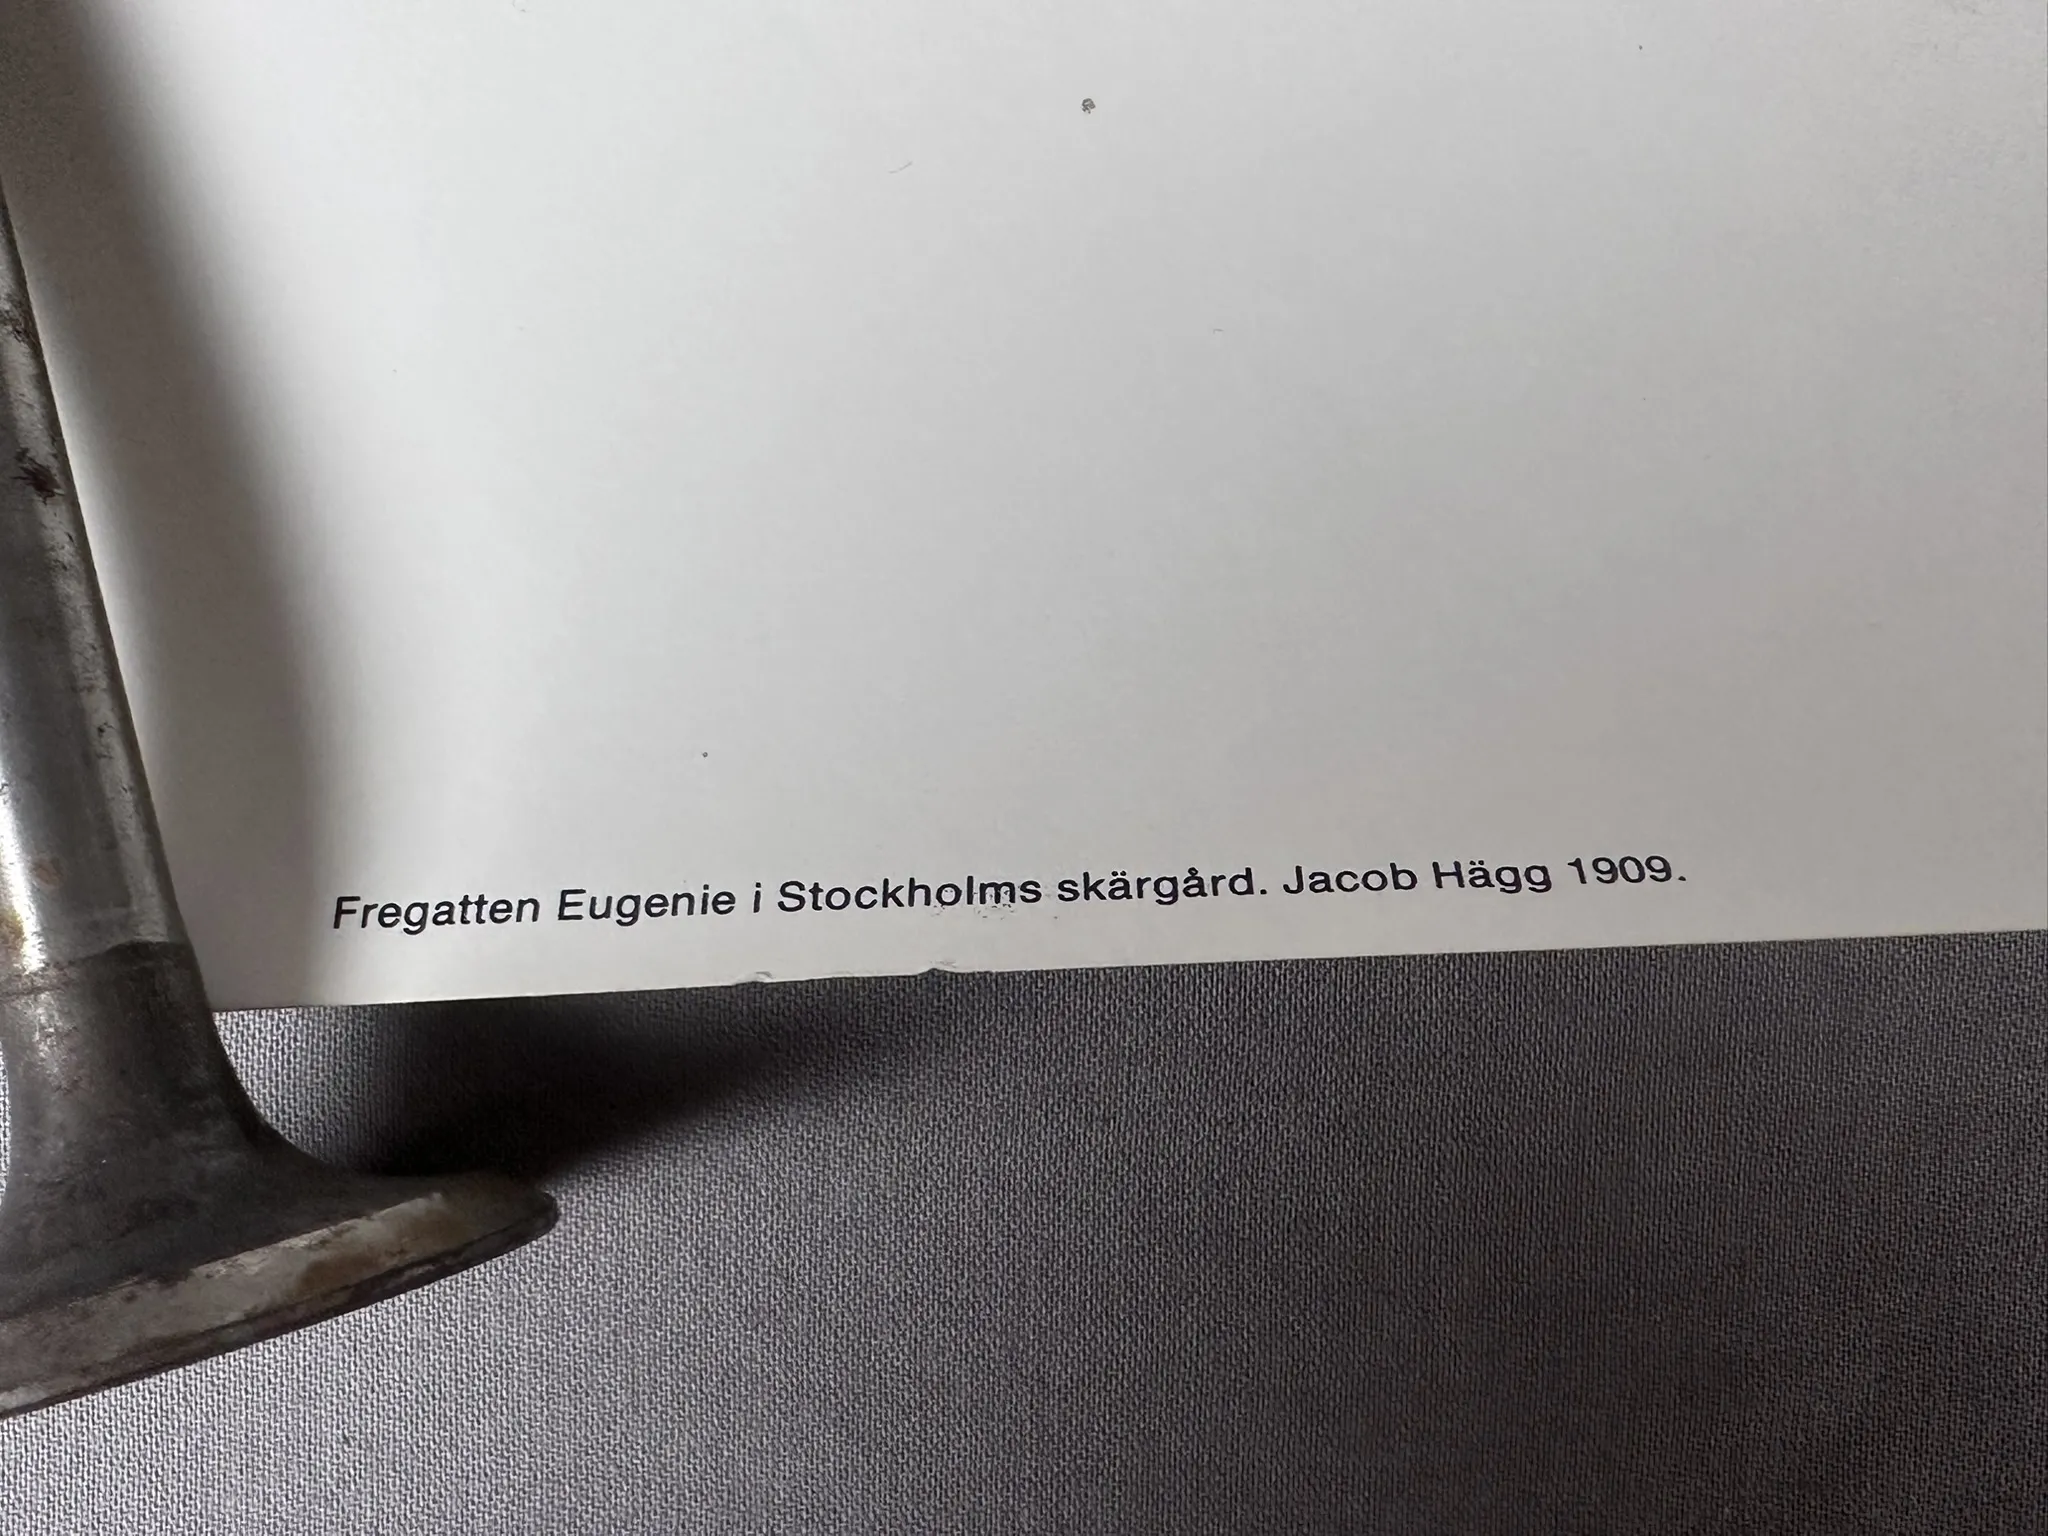 Fregatten Eugenie i Stockholms skärgård. Jacob Hägg 1909.